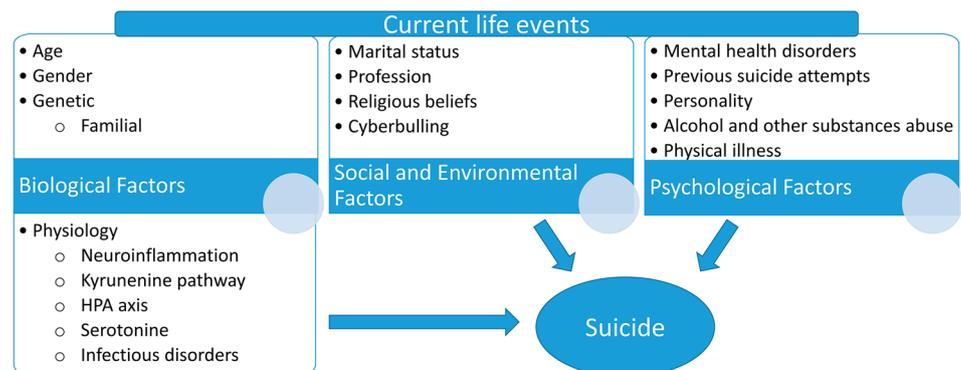 Current life events
• Age
• Gender
• Genetic
o Familial
Biological Factors
• Physiology
o Neuroinflammation
o Kyrunenine pathway
o HPA axis
o Serotonine
o Infectious disorders
• Marital status
• Profession
• Religious beliefs
• Cyberbulling
Social and Environmental
Factors
• Mental health disorders
• Previous suicide attempts
• Personality
• Alcohol and other substances abuse
• Physical illness
Psychological Factors
Suicide